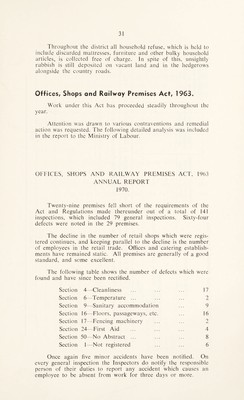 31
Throughout the district all household refuse, which is held to
include discarded mattresses, furniture and other bulky household
articles, is collected free of charge. In spite of this, unsightly
rubbish is still deposited on vacant land and in the hedgerows
alongside the country roads.
Offices, Shops and Railway Premises Act, 1963.
Work under this Act has proceeded steadily throughout the
year.
Attention was drawn to various contraventions and remedial
action was requested. The following detailed analysis was included
in the report to the Ministry of Labour.
OFFICES, SHOPS AND RAILWAY PREMISES ACT, 1963
ANNUAL REPORT
1970.
Twenty-nine premises fell short of the requirements of the
Act and Regulations made thereunder out of a total of 141
inspections, which included 79 general inspections. Sixty-four
defects were noted in the 29 premises.
The decline in the number of retail shops which were regis-
tered continues, and keeping parallel to the decline in the number
of employees in the retail trade. Offices and catering establish-
ments have remained static. All premises are generally of a good
standard, and some excellent.
The following table shows the number of defects which were
found and have since been rectified.
Section 4—Cleanliness ... ... ... 17
Section 6—Temperature ... ... ... 2
Section 9—Sanitary accommodation ... 9
Section 16—Floors, passageways, etc. ... 16
Section 17—Fencing machinery ... ... 2
Section 24—First Aid ... ... ... 4
Section 50—No Abstract ... ... ... 8
Section 1—Not registered ... ... 6
Once again five minor accidents have been notified. On
every general inspection the Inspectors do notify the responsible
person of their duties to report any accident which causes an
employee to be absent from work for three days or more.